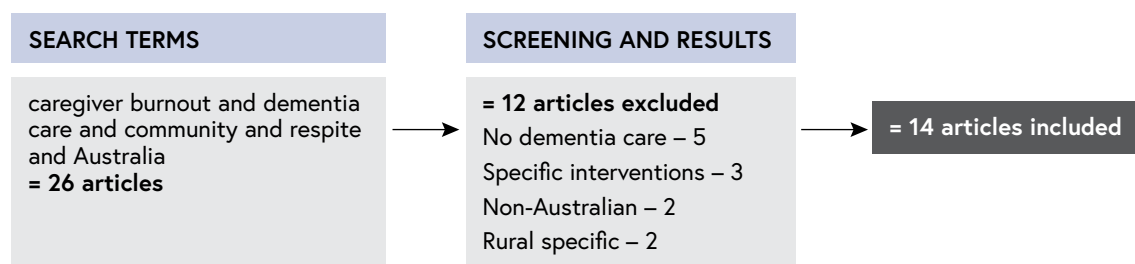 SEARCH TERMS
caregiver burnout and dementia
care and community and respite
and Australia
= 26 articles
SCREENING AND RESULTS
= 12 articles excluded
No dementia care – 5
Specific interventions – 3
Non-Australian – 2
Rural specific – 2
= 14 articles included